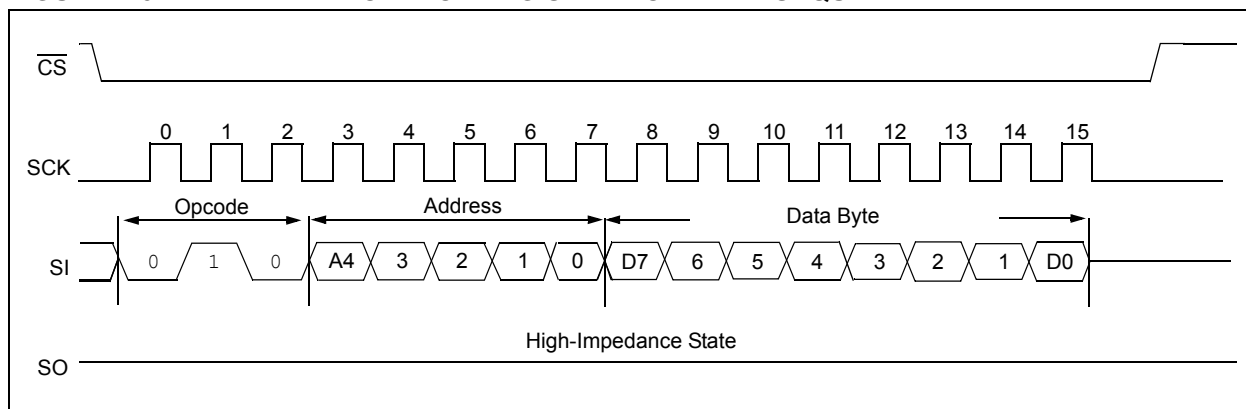 CS
0 1 2 3 4 5 6 7 8 9 10 11 12 13 14 15
SCK
Opcode Address Data Byte
SI 0 1 0 A4 3 2 1 0 D7 6 5 4 3 2 1 D0
High-Impedance State
SO